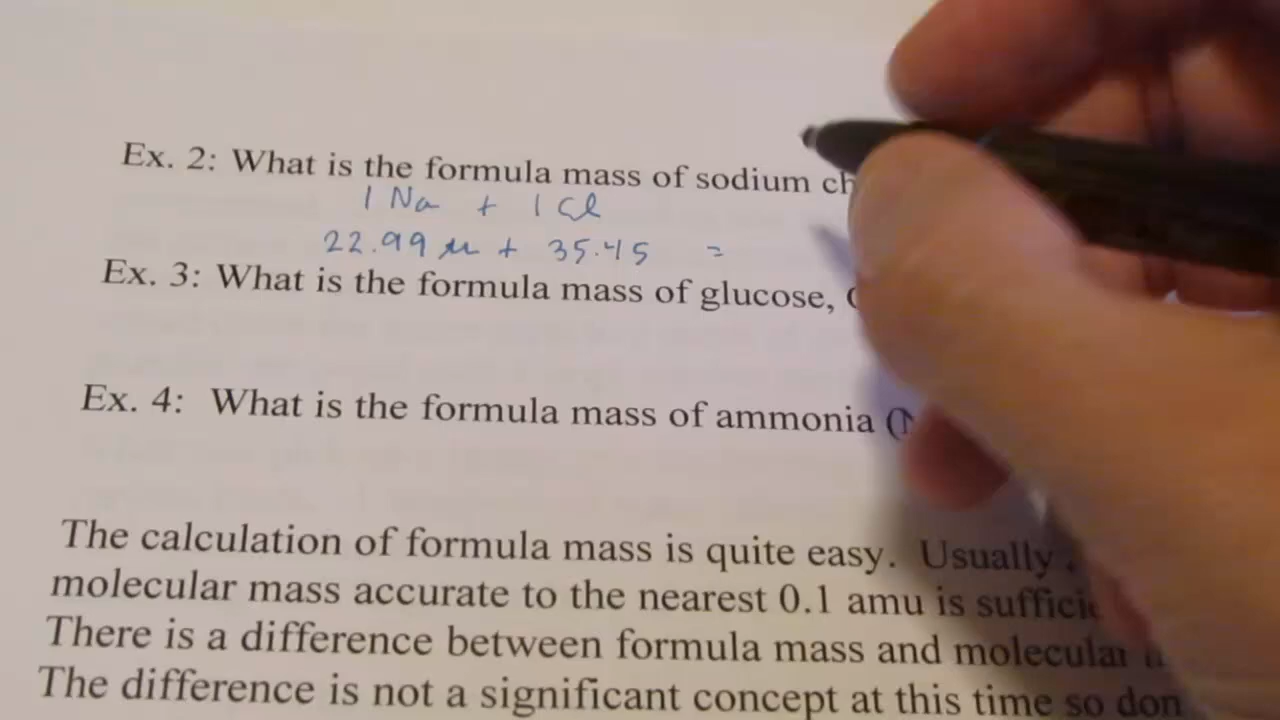 Ex. 2: What is the formula mass of sodium ch
1 Na + 1 Cl
22.99 u + 35.45 =
Ex. 3: What is the formula mass of glucose,
Ex. 4: What is the formula mass of ammonia (N
The calculation of formula mass is quite easy. Usually
molecular mass accurate to the nearest 0.1 amu is suffici
There is a difference between formula mass and molecular
The difference is not a significant concept at this time so don